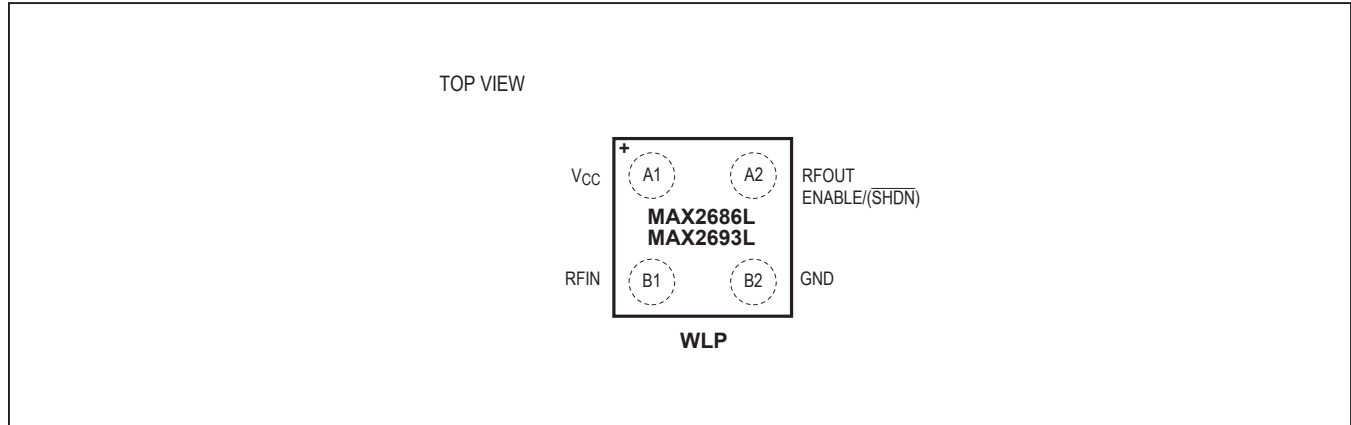 TOP VIEW
+
VCC
A1
A2
RFOUT
ENABLE/(SHDN)
MAX2686L
MAX2693L
RFIN
B1
B2
GND
WLP